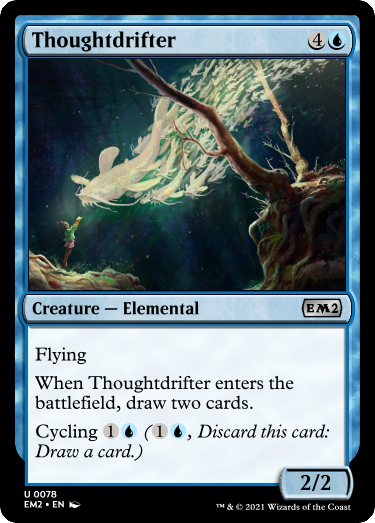 Thoughtdrifter 4
EM2
Creature — Elemental
Flying
When Thoughtdrifter enters the
battlefield, draw two cards.
Cycling 1 (1, Discard this card:
Draw a card.)
2/2
U 0078
EM2 • EN
™ & © 2021 Wizards of the Coast